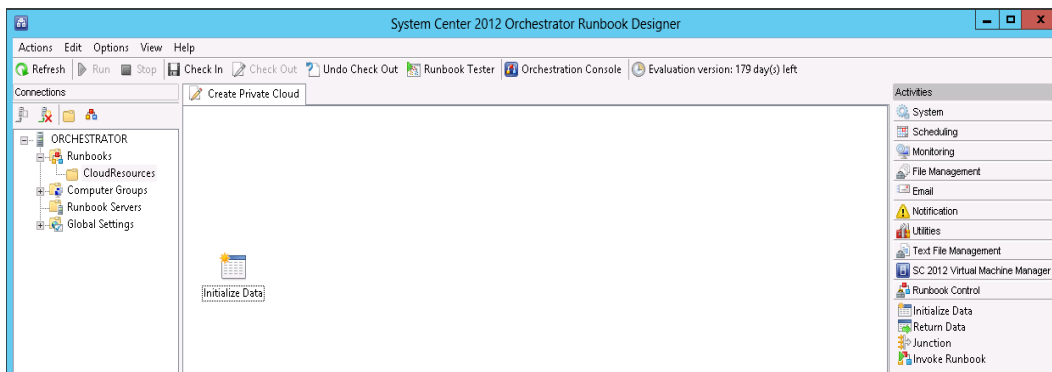 System Center 2012 Orchestrator Runbook Designer
Actions Edit Options View Help
Refresh Run Stop Check In Check Out Undo Check Out Runbook Tester Orchestration Console Evaluation version: 179 day(s) left
Connections
ORCHESTRATOR
Runbooks
CloudResources
Computer Groups
Runbook Servers
Global Settings
Create Private Cloud
Initialize Data
Activities
System
Scheduling
Monitoring
File Management
Email
Notification
Utilities
Text File Management
SC 2012 Virtual Machine Manager
Runbook Control
Initialize Data
Return Data
Junction
Invoke Runbook